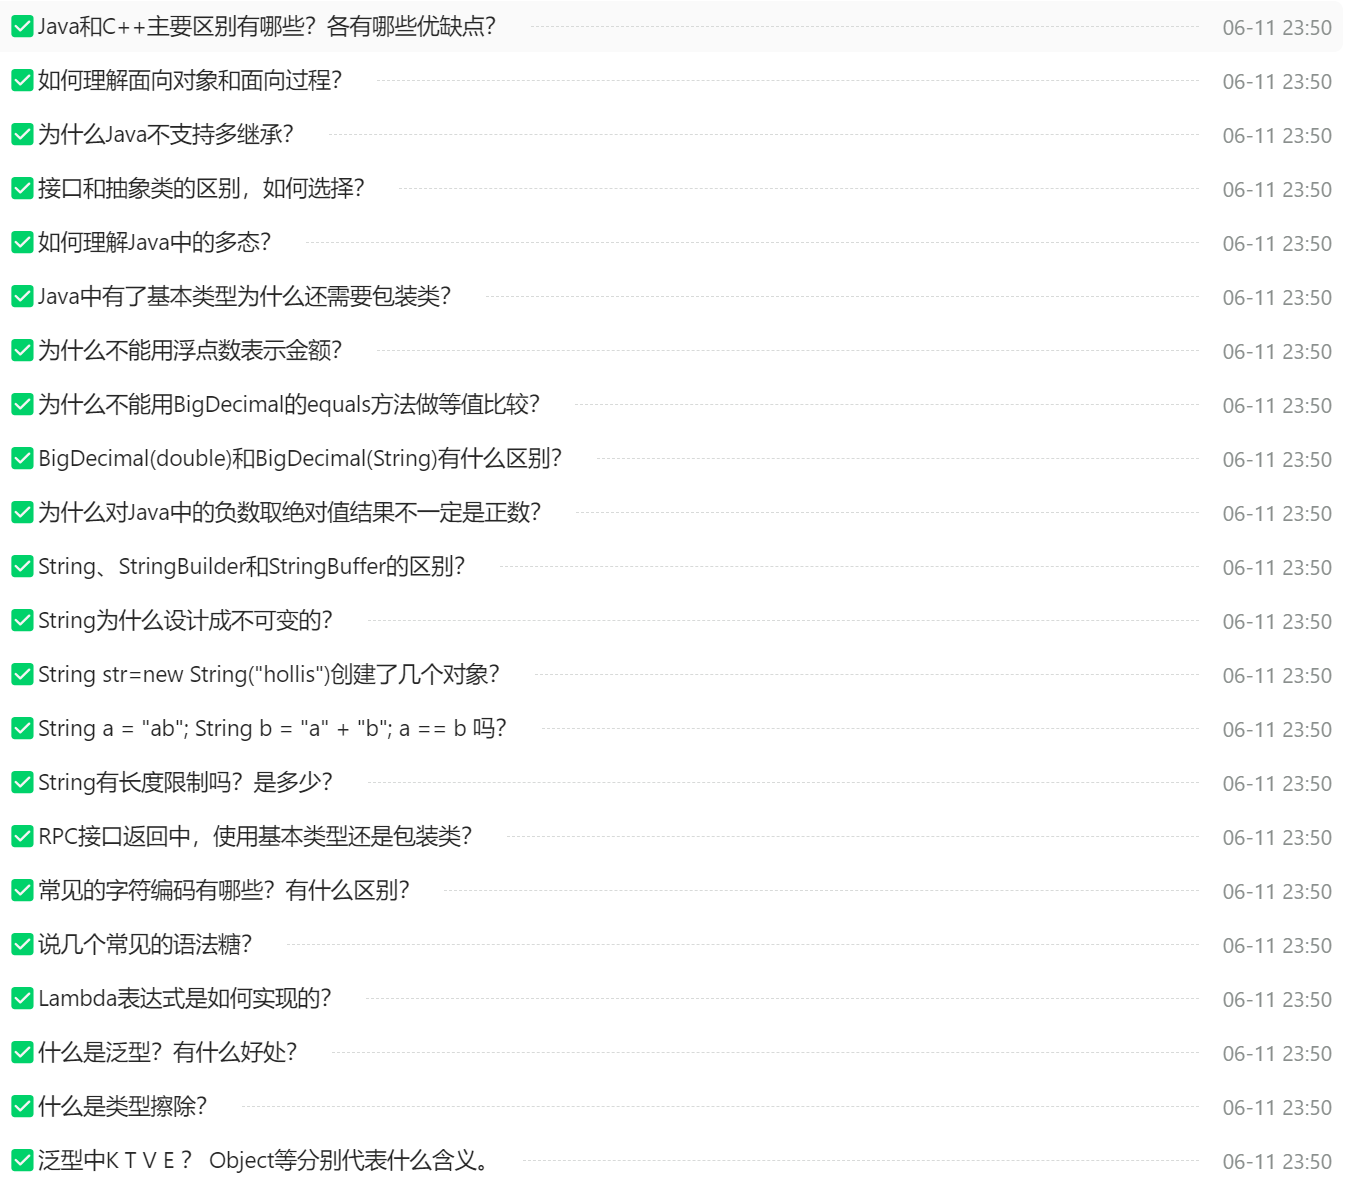 Java和C++主要区别有哪些？各有哪些优缺点？ 06-11 23:50
如何理解面向对象和面向过程？ 06-11 23:50
为什么Java不支持多继承？ 06-11 23:50
接口和抽象类的区别，如何选择？ 06-11 23:50
如何理解Java中的多态？ 06-11 23:50
Java中有了基本类型为什么还需要包装类？ 06-11 23:50
为什么不能用浮点数表示金额？ 06-11 23:50
为什么不能用BigDecimal的equals方法做等值比较？ 06-11 23:50
BigDecimal(double)和BigDecimal(String)有什么区别？ 06-11 23:50
为什么对Java中的负数取绝对值结果不一定是正数？ 06-11 23:50
String、StringBuilder和StringBuffer的区别？ 06-11 23:50
String为什么设计成不可变的？ 06-11 23:50
String str=new String("hollis")创建了几个对象？ 06-11 23:50
String a = "ab"; String b = "a" + "b"; a == b 吗？ 06-11 23:50
String有长度限制吗？是多少？ 06-11 23:50
RPC接口返回中，使用基本类型还是包装类？ 06-11 23:50
常见的字符编码有哪些？有什么区别？ 06-11 23:50
说几个常见的语法糖？ 06-11 23:50
Lambda表达式是如何实现的？ 06-11 23:50
什么是泛型？有什么好处？ 06-11 23:50
什么是类型擦除？ 06-11 23:50
泛型中K T V E ？ Object等分别代表什么含义。 06-11 23:50